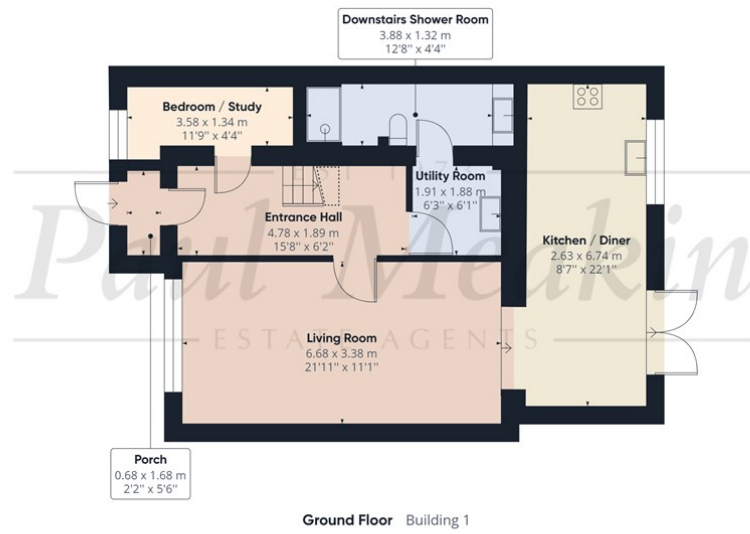 Downstairs Shower Room
3.88 x 1.32 m
12'8" x 4'4"
Bedroom / Study
3.58 x 1.34 m
11'9" x 4'4"
EST 1973
Utility Room
1.91 x 1.88 m
6'3" x 6'1"
Entrance Hall
4.78 x 1.89 m
15'8" x 6'2"
Kitchen / Diner
2.63 x 6.74 m
8'7" x 22'1"
Paul Meakin
ESTATE AGENTS
Living Room
6.68 x 3.38 m
21'11" x 11'1"
Porch
0.68 x 1.68 m
2'2" x 5'6"
Ground Floor Building 1